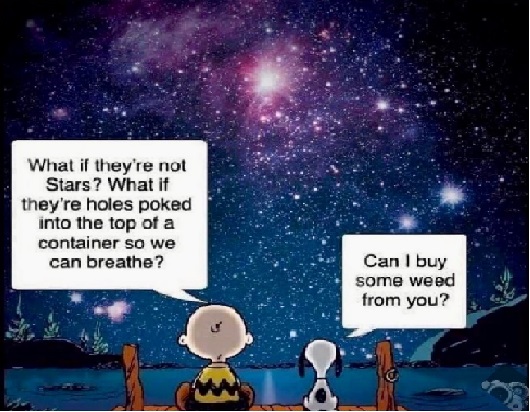 What if they're not
Stars? What if
they're holes poked
into the top of a
container so we
can breathe?
Can I buy
some weed
from you?